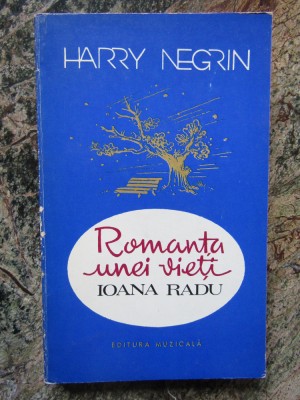 HARRY NEGRIN
Romanța
unei vieți
IOANA RADU
EDITURA MUZICALĂ